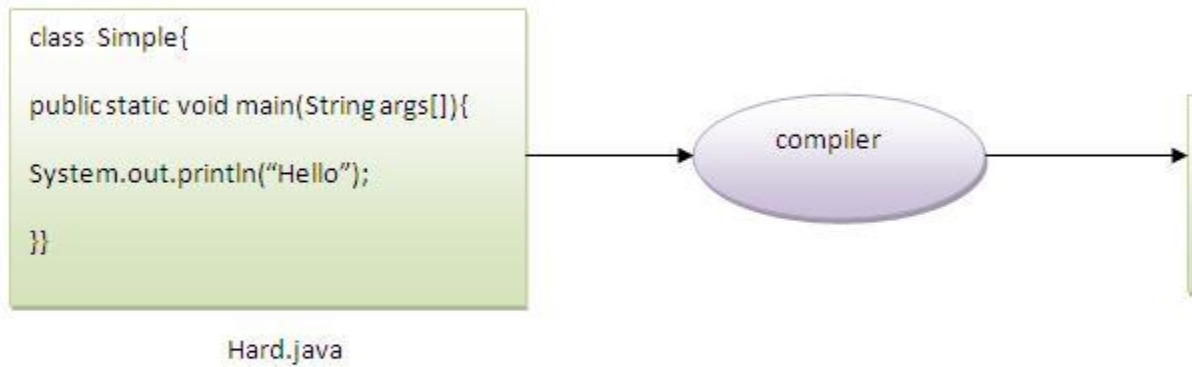 class Simple{
public static void main(String args[]){
System.out.println(“Hello”);
}}
compiler
Hard.java